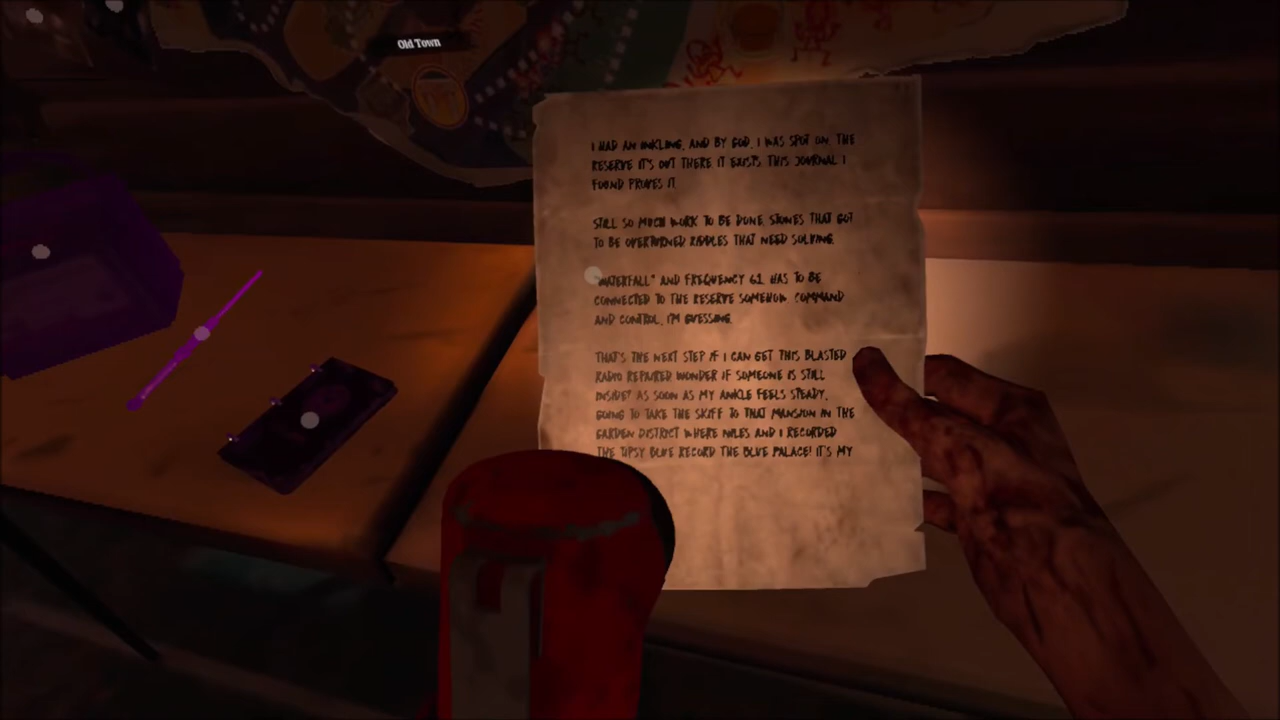 Old Town
I HAD AN INKLING, AND BY GOD, I WAS SPOT ON. THE
RESERVE IT'S OUT THERE IT EXISTS. THIS JOURNAL I
FOUND PROVES IT.
STILL SO MUCH WORK TO BE DONE. STONES THAT GOT
TO BE OVERTURNED RIDDLES THAT NEED SOLVING.
"WATERFALL" AND FREQUENCY 61. HAS TO BE
CONNECTED TO THE RESERVE SOMEHOW. COMMAND
AND CONTROL, I'M GUESSING.
THAT'S THE NEXT STEP IF I CAN GET THIS BLASTED
RADIO REPAIRED WONDER IF SOMEONE IS STILL
INSIDE? AS SOON AS MY ANKLE FEELS STEADY,
GOING TO TAKE THE SKIFF TO THAT MANSION IN THE
GARDEN DISTRICT WHERE NILES AND I RECORDED
THE TIPSY BLUE RECORD THE BLUE PALACE! IT'S MY